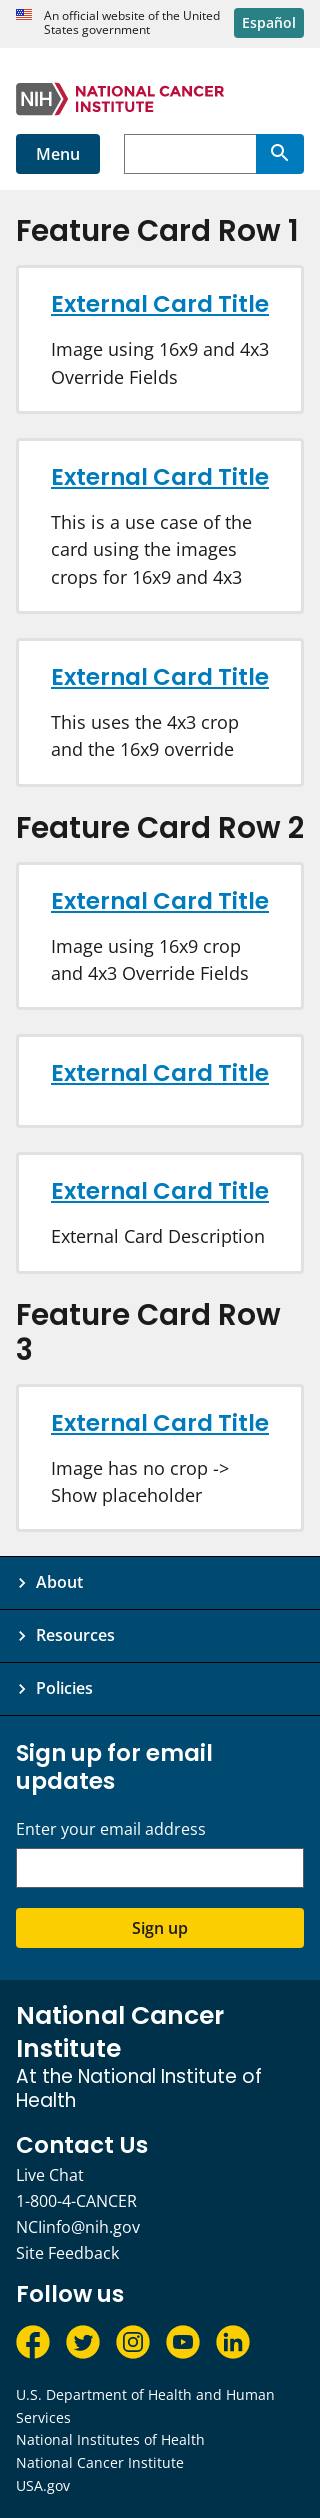 An official website of the United
States government
Español
NIH
NATIONAL CANCER
INSTITUTE
Menu
Feature Card Row 1
External Card Title
Image using 16x9 and 4x3
Override Fields
External Card Title
This is a use case of the
card using the images
crops for 16x9 and 4x3
External Card Title
This uses the 4x3 crop
and the 16x9 override
Feature Card Row 2
External Card Title
Image using 16x9 crop
and 4x3 Override Fields
External Card Title
External Card Title
External Card Description
Feature Card Row
3
External Card Title
Image has no crop ->
Show placeholder
About
Resources
Policies
Sign up for email
updates
Enter your email address
Sign up
National Cancer
Institute
At the National Institute of
Health
Contact Us
Live Chat
1-800-4-CANCER
NCIinfo@nih.gov
Site Feedback
Follow us
U.S. Department of Health and Human
Services
National Institutes of Health
National Cancer Institute
USA.gov